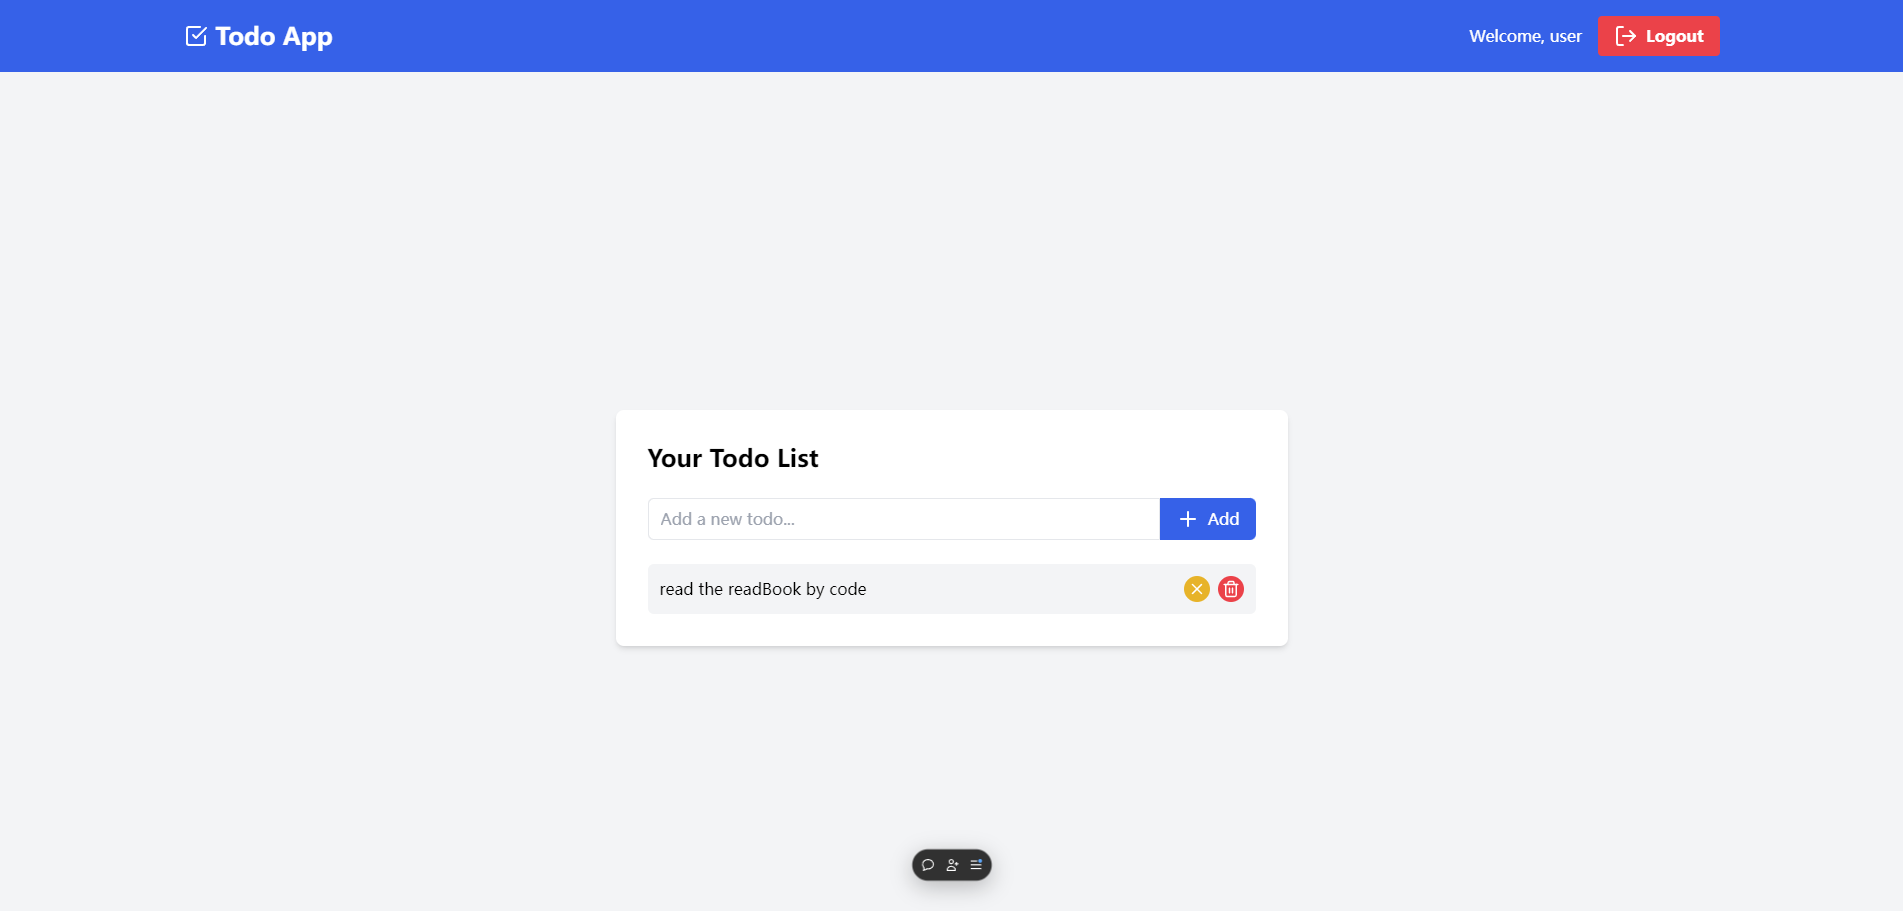 Todo App
Welcome, user
Logout
Your Todo List
Add a new todo...
Add
read the readBook by code